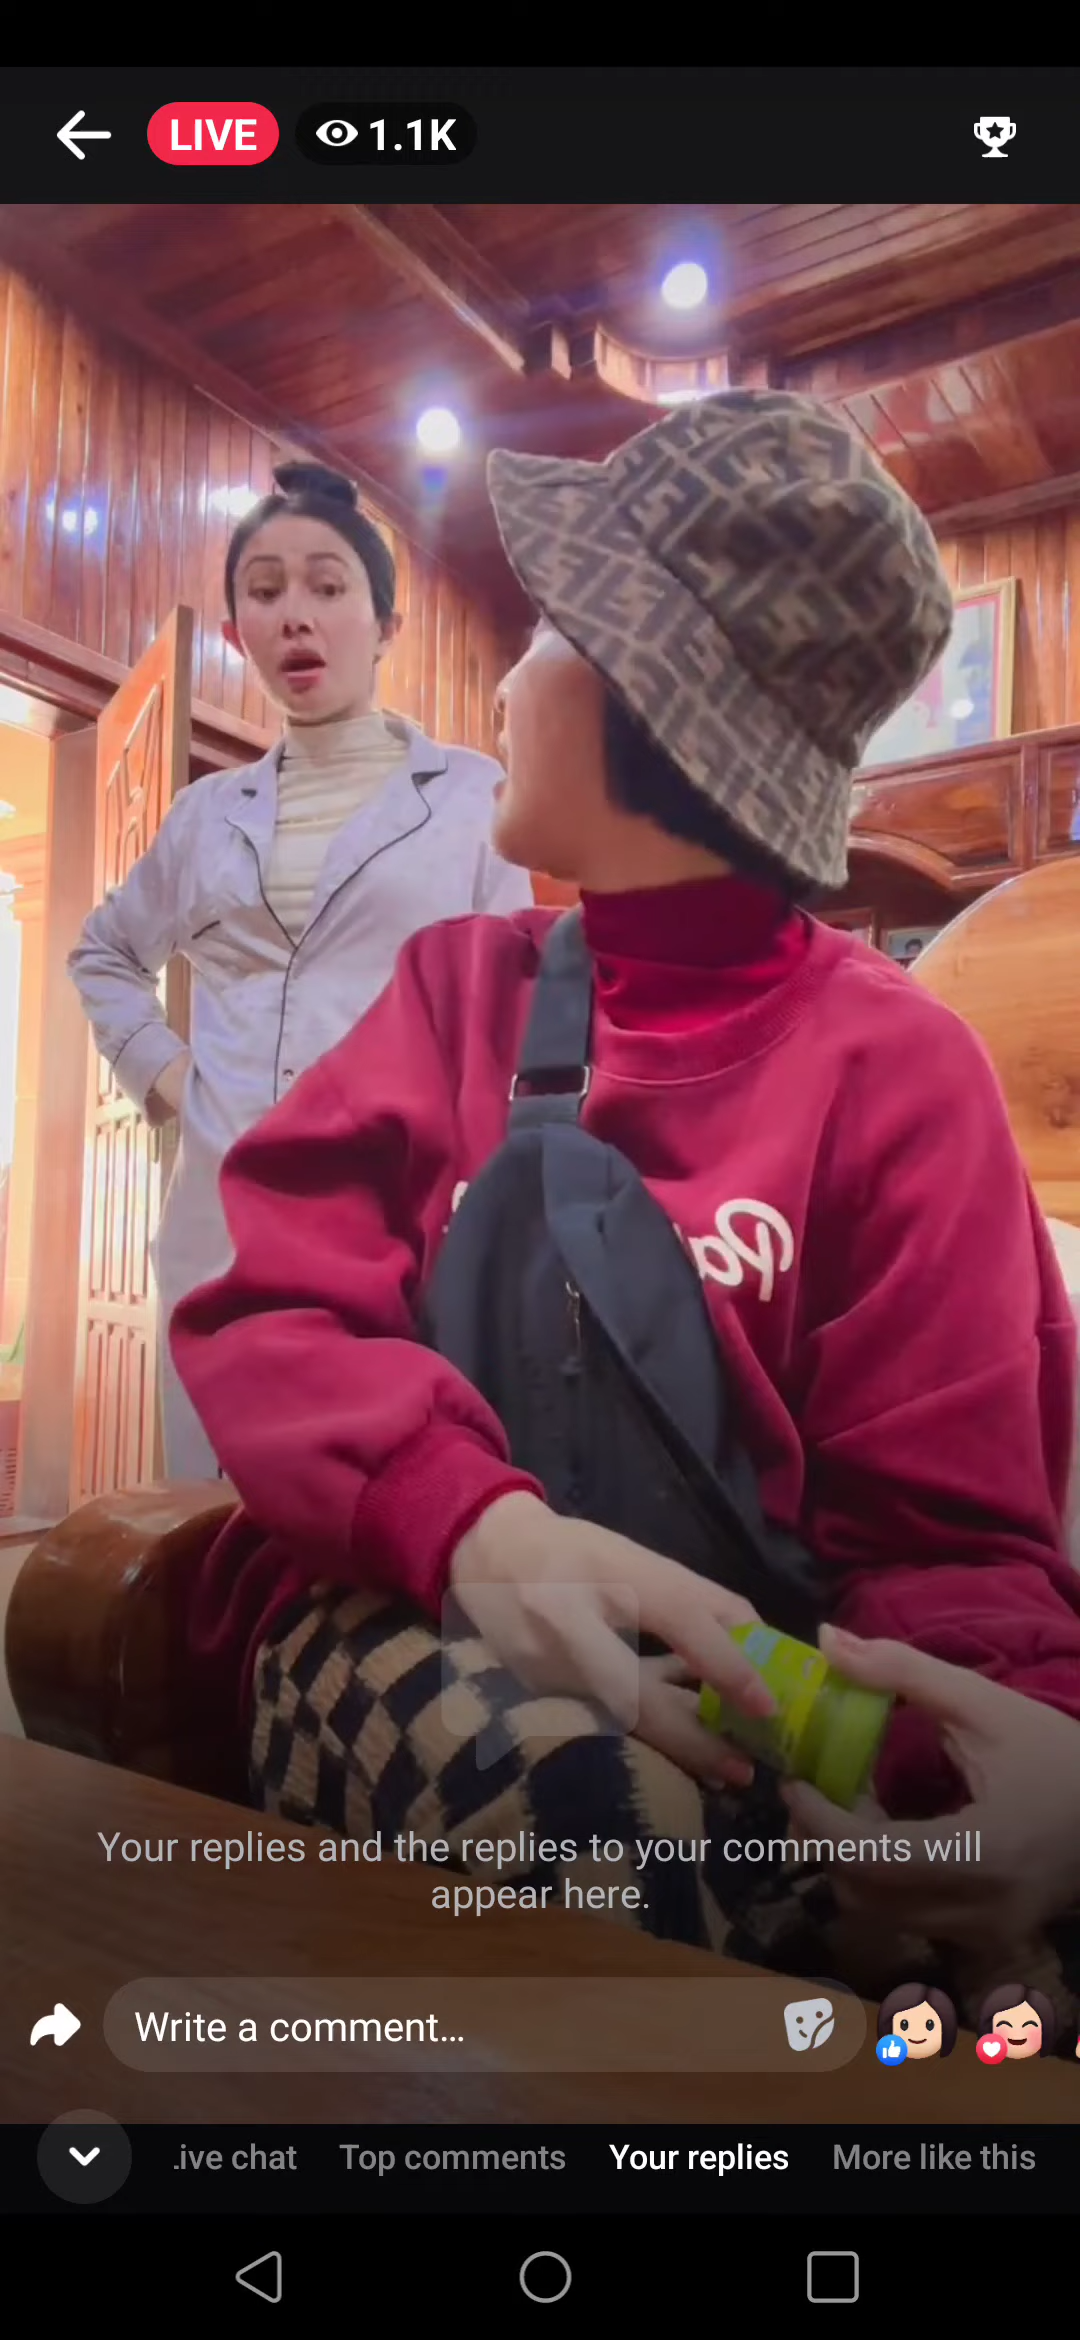 LIVE
1.1K
Pa
Your replies and the replies to your comments will
appear here.
Write a comment...
.ive chat
Top comments
Your replies
More like this